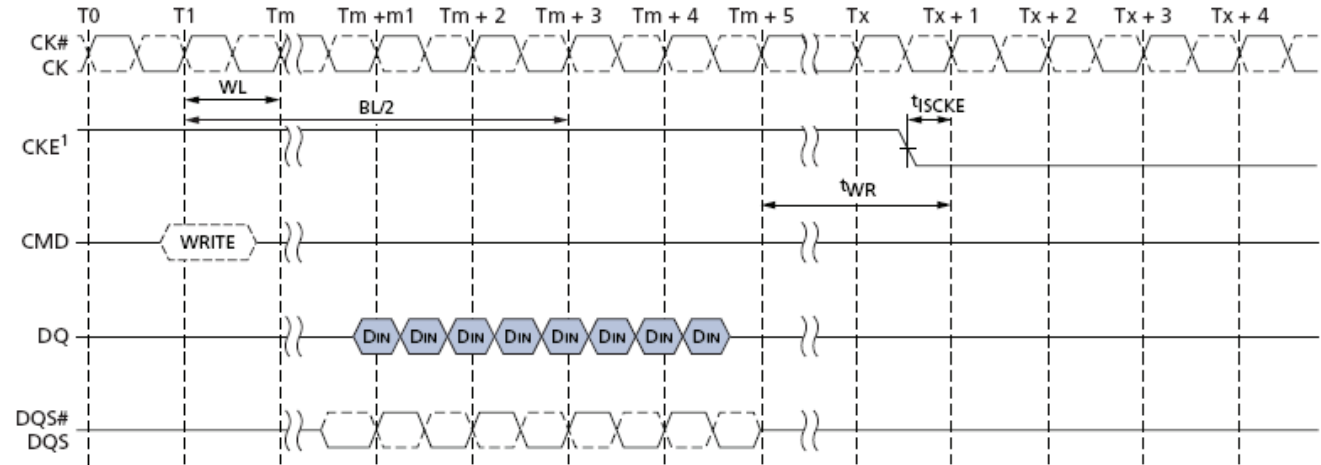 T0 T1 Tm Tm +m1 Tm + 2 Tm + 3 Tm + 4 Tm + 5 Tx Tx + 1 Tx + 2 Tx + 3 Tx + 4
CK#
CK
WL
BL/2
tISCKE
CKE1
tWR
CMD WRITE
DQ DIN DIN DIN DIN DIN DIN DIN DIN
DQS#
DQS